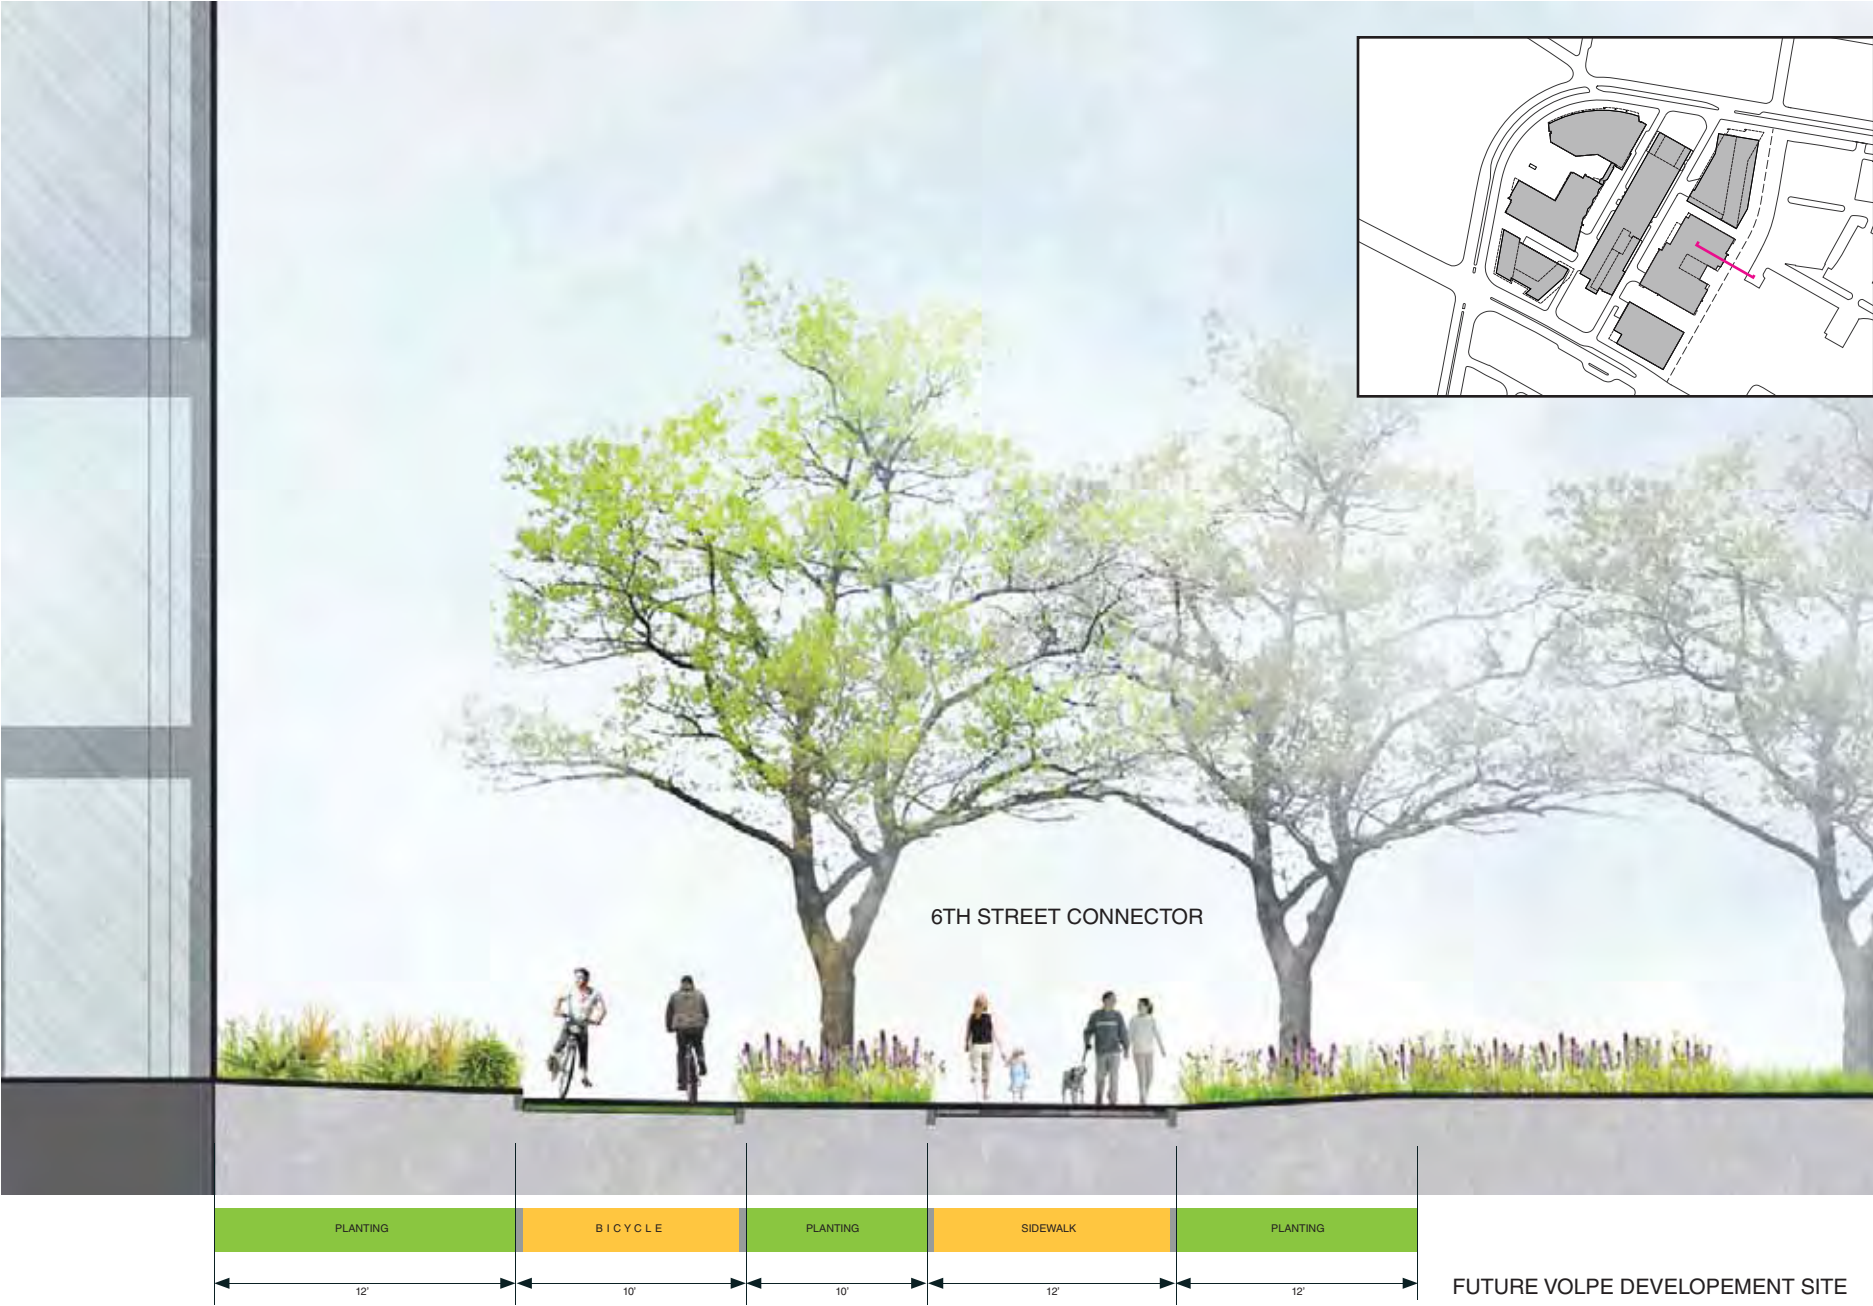 6TH STREET CONNECTOR
PLANTING
BICYCLE
PLANTING
SIDEWALK
PLANTING
12'
10'
10'
12'
12'
FUTURE VOLPE DEVELOPEMENT SITE